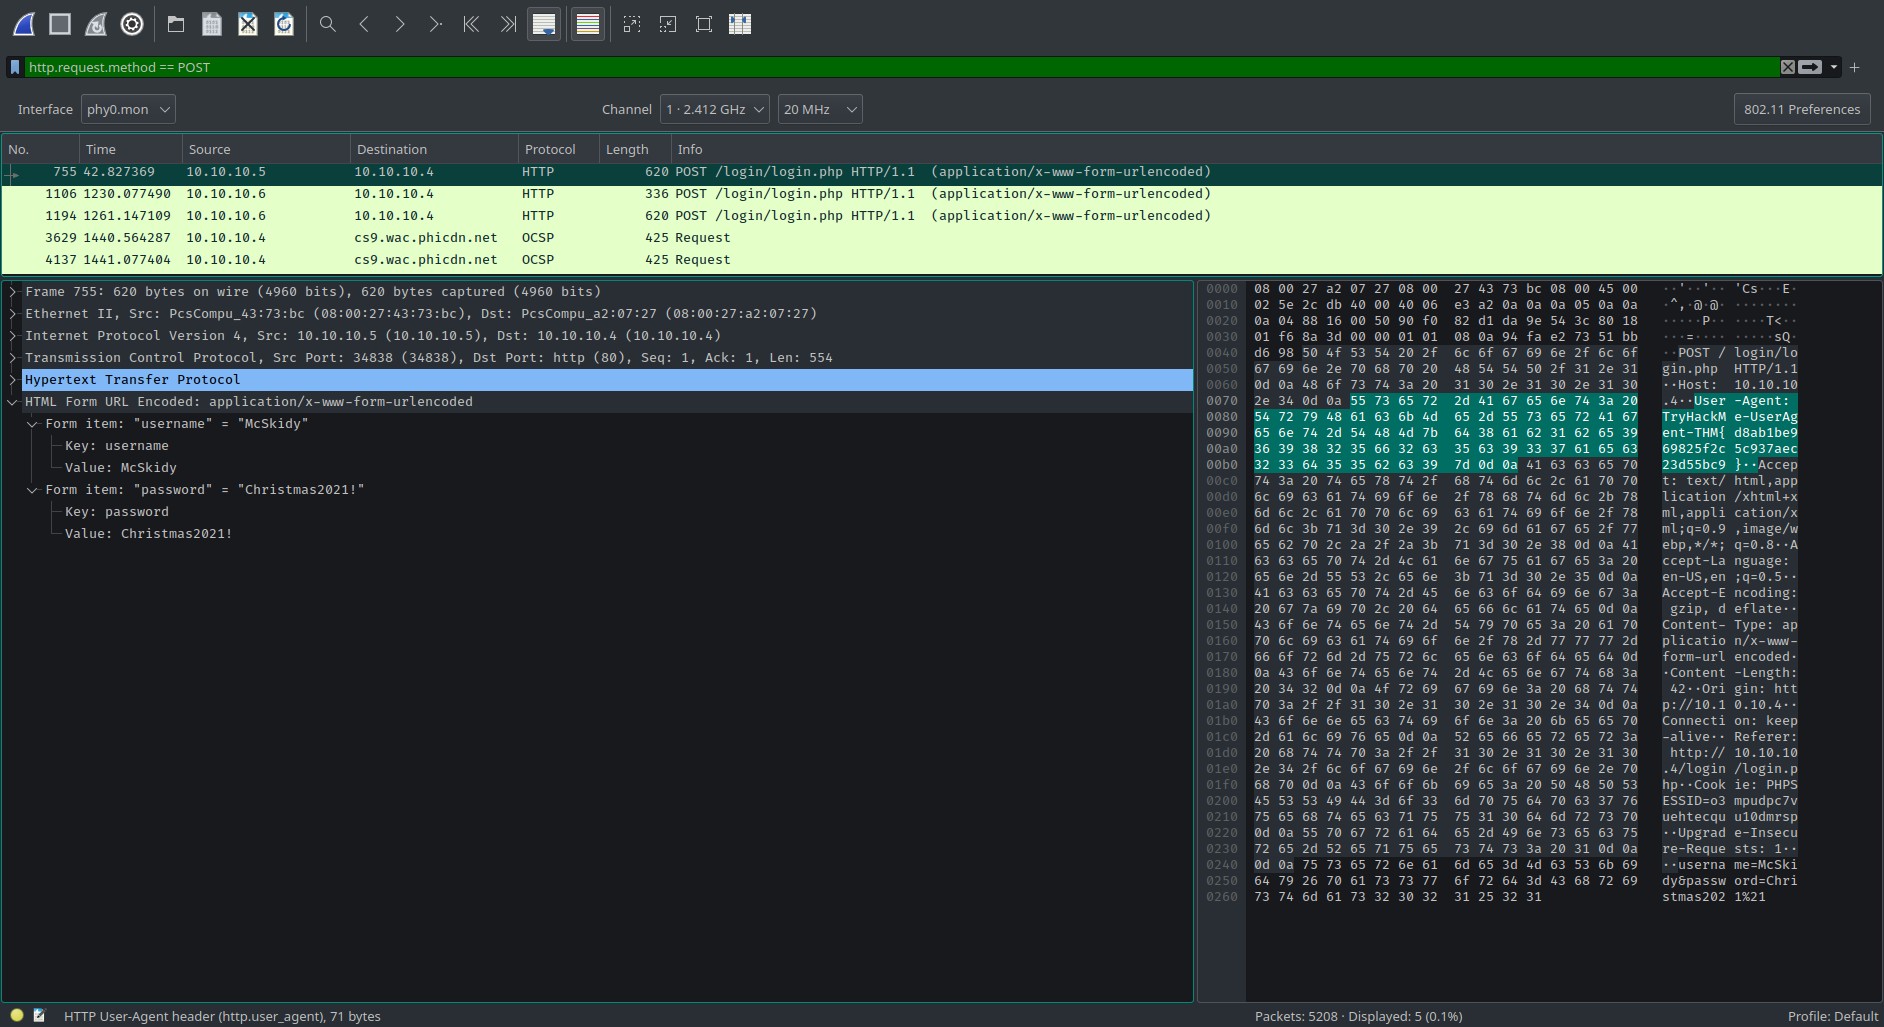 http.request.method == POST
Interface phy0.mon Channel 1 · 2.412 GHz 20 MHz 802.11 Preferences
No. Time Source Destination Protocol Length Info
755 42.827369 10.10.10.5 10.10.10.4 HTTP 620 POST /login/login.php HTTP/1.1 (application/x-www-form-urlencoded)
1106 1230.077490 10.10.10.6 10.10.10.4 HTTP 336 POST /login/login.php HTTP/1.1 (application/x-www-form-urlencoded)
1194 1261.147109 10.10.10.6 10.10.10.4 HTTP 620 POST /login/login.php HTTP/1.1 (application/x-www-form-urlencoded)
3629 1440.564287 10.10.10.4 cs9.wac.phicdn.net OCSP 425 Request
4137 1441.077404 10.10.10.4 cs9.wac.phicdn.net OCSP 425 Request
Frame 755: 620 bytes on wire (4960 bits), 620 bytes captured (4960 bits)
Ethernet II, Src: PcsCompu_43:73:bc (08:00:27:43:73:bc), Dst: PcsCompu_a2:07:27 (08:00:27:a2:07:27)
Internet Protocol Version 4, Src: 10.10.10.5 (10.10.10.5), Dst: 10.10.10.4 (10.10.10.4)
Transmission Control Protocol, Src Port: 34838 (34838), Dst Port: http (80), Seq: 1, Ack: 1, Len: 554
Hypertext Transfer Protocol
HTML Form URL Encoded: application/x-www-form-urlencoded
Form item: "username" = "McSkidy"
Key: username
Value: McSkidy
Form item: "password" = "Christmas2021!"
Key: password
Value: Christmas2021!
0000 08 00 27 a2 07 27 08 00 27 43 73 bc 08 00 45 00 ··'··'·· 'Cs···E·
0010 02 5e 2c db 40 00 40 06 e3 a2 0a 0a 0a 05 0a 0a ·^,·@·@· ········
0020 0a 04 88 16 00 50 90 f0 82 d1 da 9e 54 3c 80 18 ·····P·· ····T<··
0030 01 f6 8a 3d 00 00 01 01 08 0a 94 fa e2 73 51 bb ···=···· ·····sQ·
0040 d6 98 50 4f 53 54 20 2f 6c 6f 67 69 6e 2f 6c 6f ··POST / login/lo
0050 67 69 6e 2e 70 68 70 20 48 54 54 50 2f 31 2e 31 gin.php HTTP/1.1
0060 0d 0a 48 6f 73 74 3a 20 31 30 2e 31 30 2e 31 30 ··Host: 10.10.10
0070 2e 34 0d 0a 55 73 65 72 2d 41 67 65 6e 74 3a 20 .4··User -Agent:
0080 54 72 79 48 61 63 6b 4d 65 2d 55 73 65 72 41 67 TryHackM e-UserAg
0090 65 6e 74 2d 54 48 4d 7b 64 38 61 62 31 62 65 39 ent-THM{ d8ab1be9
00a0 36 39 38 32 35 66 32 63 35 63 39 33 37 61 65 63 69825f2c 5c937aec
00b0 32 33 64 35 35 62 63 39 7d 0d 0a 41 63 63 65 70 23d55bc9 }··Accep
00c0 74 3a 20 74 65 78 74 2f 68 74 6d 6c 2c 61 70 70 t: text/ html,app
00d0 6c 69 63 61 74 69 6f 6e 2f 78 68 74 6d 6c 2b 78 lication /xhtml+x
00e0 6d 6c 2c 61 70 70 6c 69 63 61 74 69 6f 6e 2f 78 ml,appli cation/x
00f0 6d 6c 3b 71 3d 30 2e 39 2c 69 6d 61 67 65 2f 77 ml;q=0.9 ,image/w
0100 65 62 70 2c 2a 2f 2a 3b 71 3d 30 2e 38 0d 0a 41 ebp,*/*; q=0.8··A
0110 63 63 65 70 74 2d 4c 61 6e 67 75 61 67 65 3a 20 ccept-La nguage:
0120 65 6e 2d 55 53 2c 65 6e 3b 71 3d 30 2e 35 0d 0a en-US,en ;q=0.5··
0130 41 63 63 65 70 74 2d 45 6e 63 6f 64 69 6e 67 3a Accept-E ncoding:
0140 20 67 7a 69 70 2c 20 64 65 66 6c 61 74 65 0d 0a gzip, d eflate··
0150 43 6f 6e 74 65 6e 74 2d 54 79 70 65 3a 20 61 70 Content- Type: ap
0160 70 6c 69 63 61 74 69 6f 6e 2f 78 2d 77 77 77 2d plicatio n/x-www-
0170 66 6f 72 6d 2d 75 72 6c 65 6e 63 6f 64 65 64 0d form-url encoded·
0180 0a 43 6f 6e 74 65 6e 74 2d 4c 65 6e 67 74 68 3a ·Content -Length:
0190 20 34 32 0d 0a 4f 72 69 67 69 6e 3a 20 68 74 74 42··Ori gin: htt
01a0 70 3a 2f 2f 31 30 2e 31 30 2e 31 30 2e 34 0d 0a p://10.1 0.10.4··
01b0 43 6f 6e 6e 65 63 74 69 6f 6e 3a 20 6b 65 65 70 Connecti on: keep
01c0 2d 61 6c 69 76 65 0d 0a 52 65 66 65 72 65 72 3a -alive·· Referer:
01d0 20 68 74 74 70 3a 2f 2f 31 30 2e 31 30 2e 31 30 http:// 10.10.10
01e0 2e 34 2f 6c 6f 67 69 6e 2f 6c 6f 67 69 6e 2e 70 .4/login /login.p
01f0 68 70 0d 0a 43 6f 6f 6b 69 65 3a 20 50 48 50 53 hp··Cook ie: PHPS
0200 45 53 53 49 44 3d 6f 33 6d 70 75 64 70 63 37 76 ESSID=o3 mpudpc7v
0210 75 65 68 74 65 63 71 75 75 31 30 64 6d 72 73 70 uehtecqu u10dmrsp
0220 0d 0a 55 70 67 72 61 64 65 2d 49 6e 73 65 63 75 ··Upgrad e-Insecu
0230 72 65 2d 52 65 71 75 65 73 74 73 3a 20 31 0d 0a re-Reque sts: 1··
0240 0d 0a 75 73 65 72 6e 61 6d 65 3d 4d 63 53 6b 69 ··userna me=McSki
0250 64 79 26 70 61 73 73 77 6f 72 64 3d 43 68 72 69 dy&passw ord=Chri
0260 73 74 6d 61 73 32 30 32 31 25 32 31 stmas202 1%21
HTTP User-Agent header (http.user_agent), 71 bytes Packets: 5208 · Displayed: 5 (0.1%) Profile: Default